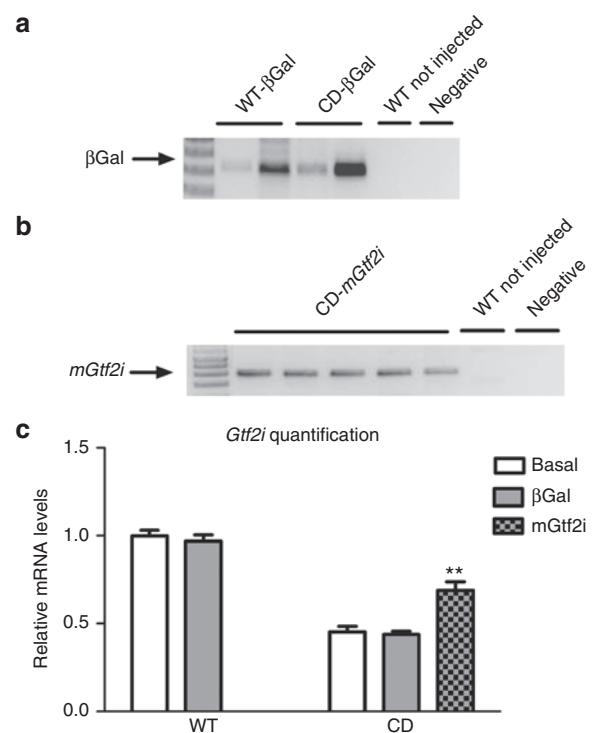 a
WT-βGal
CD-βGal
WT not injected
Negative
βGal
b
CD-mGtf2i
WT not injected
Negative
mGtf2i
c
Gtf2i quantification
1.5
1.0
0.5
0.0
Relative mRNA levels
Basal
βGal
mGtf2i
**
WT
CD